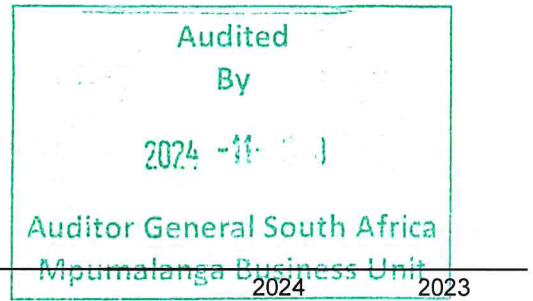 Audited
By
2024 -11-
Auditor General South Africa
Mpumalanga Business Unit
2024 2023